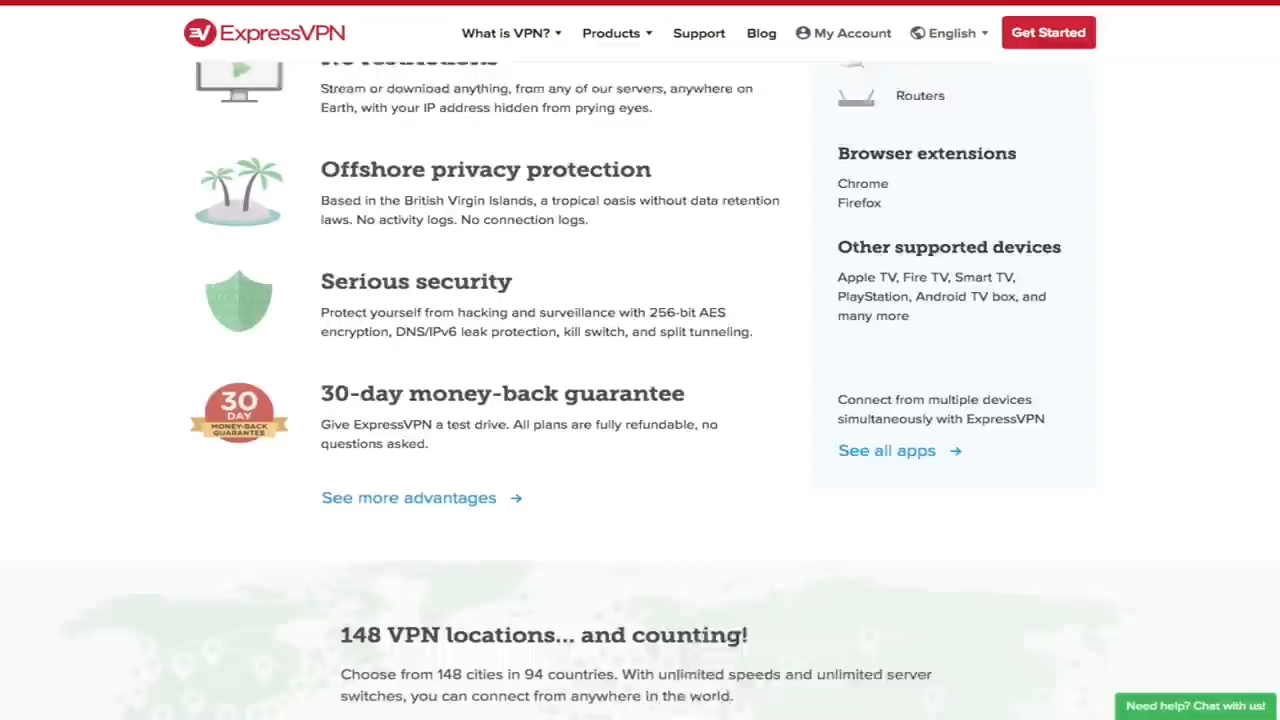 ExpressVPN
What is VPN?
Products
Support
Blog
My Account
English
Get Started
No restrictions
Stream or download anything, from any of our servers, anywhere on
Earth, with your IP address hidden from prying eyes.
Offshore privacy protection
Based in the British Virgin Islands, a tropical oasis without data retention
laws. No activity logs. No connection logs.
Serious security
Protect yourself from hacking and surveillance with 256-bit AES
encryption, DNS/IPv6 leak protection, kill switch, and split tunneling.
30
DAY
MONEY-BACK
GUARANTEE
30-day money-back guarantee
Give ExpressVPN a test drive. All plans are fully refundable, no
questions asked.
See more advantages
Routers
Browser extensions
Chrome
Firefox
Other supported devices
Apple TV, Fire TV, Smart TV,
PlayStation, Android TV box, and
many more
Connect from multiple devices
simultaneously with ExpressVPN
See all apps
148 VPN locations... and counting!
Choose from 148 cities in 94 countries. With unlimited speeds and unlimited server
switches, you can connect from anywhere in the world.
Need help? Chat with us!